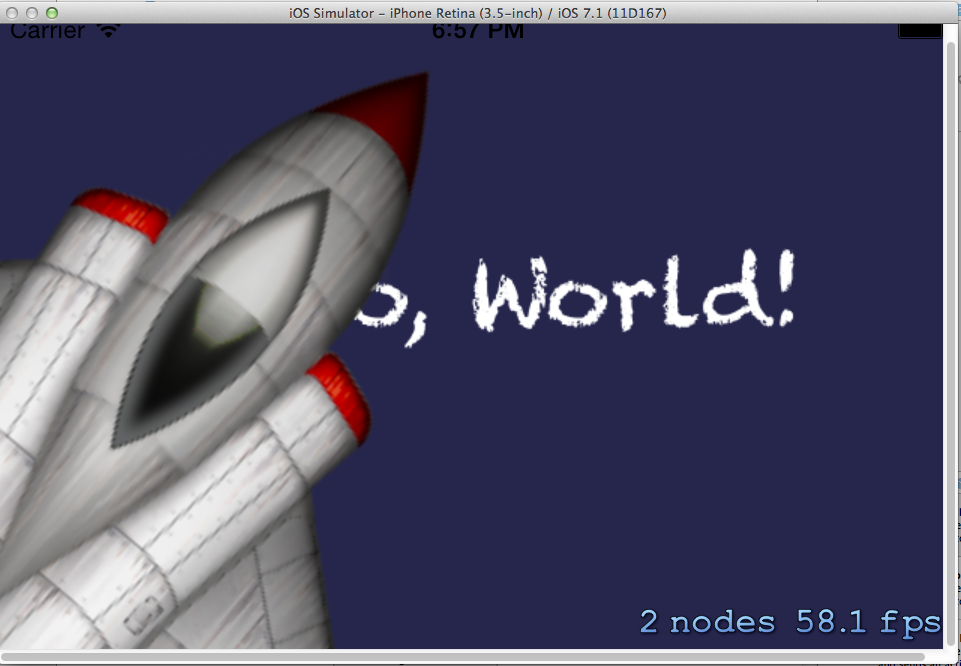 iOS Simulator – iPhone Retina (3.5-inch) / iOS 7.1 (11D167)
Carrier 6:57 PM
o, World!
2 nodes 58.1 fps